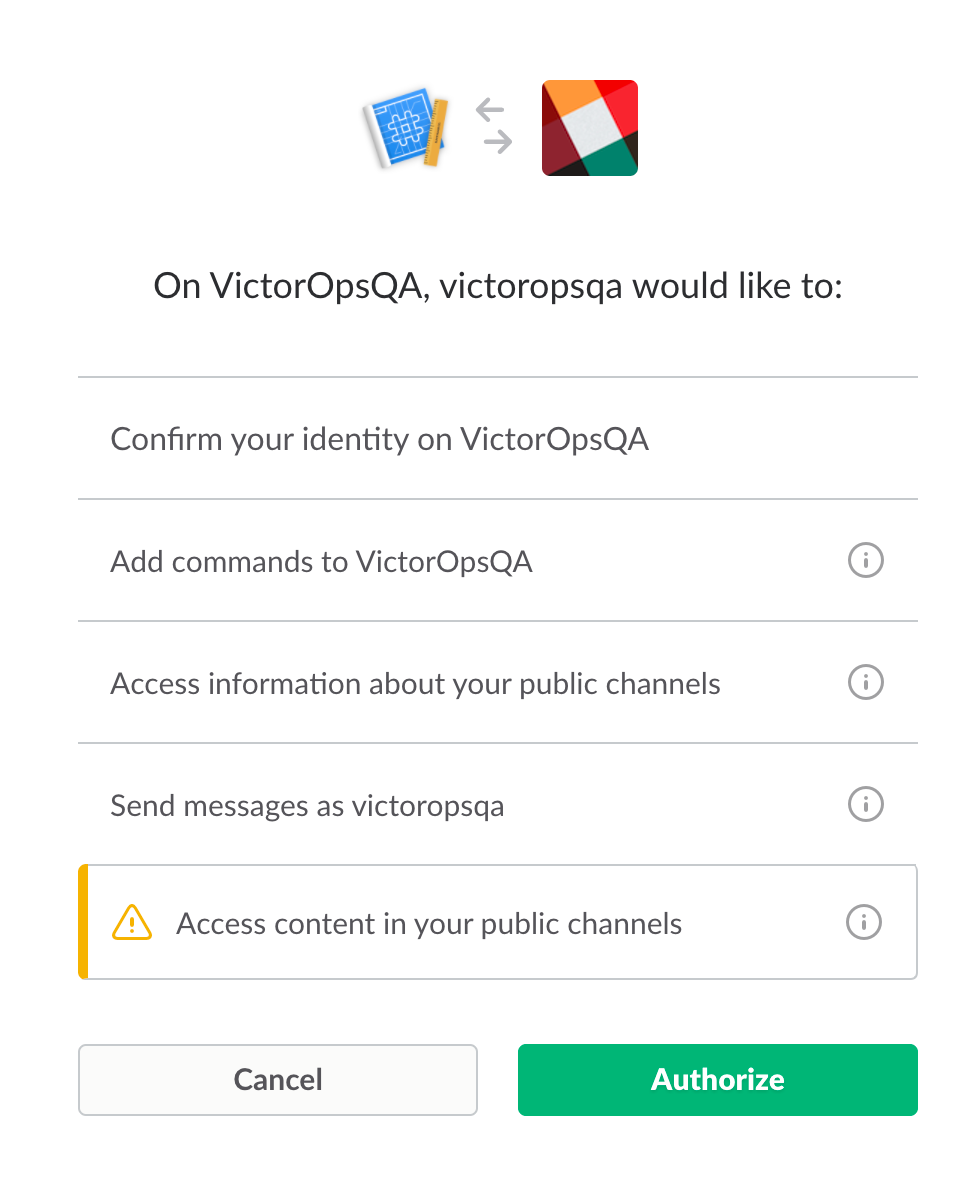 On VictorOpsQA, victoropsqa would like to:
Confirm your identity on VictorOpsQA
Add commands to VictorOpsQA
Access information about your public channels
Send messages as victoropsqa
Access content in your public channels
Cancel
Authorize